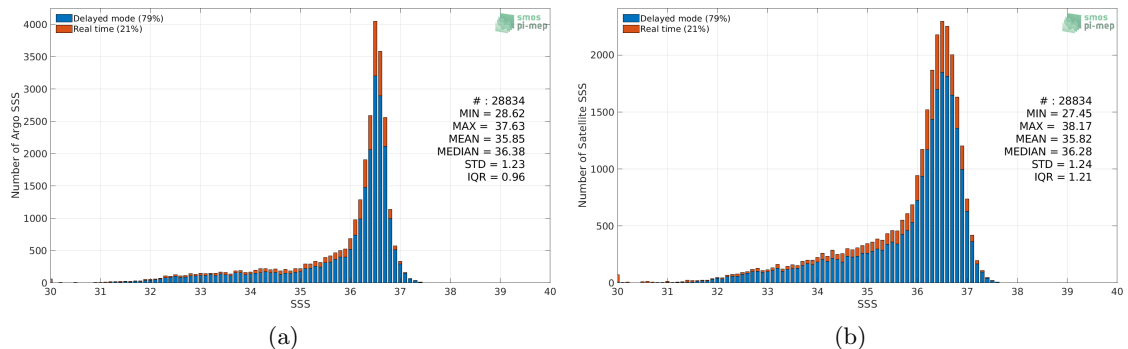 Delayed mode (79%)
Real time (21%)
smos
pi-mep
4000
3500
3000
2500
2000
1500
1000
500
0
Number of Argo SSS
# : 28834
MIN = 28.62
MAX = 37.63
MEAN = 35.85
MEDIAN = 36.38
STD = 1.23
IQR = 0.96
30 31 32 33 34 35 36 37 38 39 40
SSS
(a)
Delayed mode (79%)
Real time (21%)
smos
pi-mep
2000
1500
1000
500
0
Number of Satellite SSS
# : 28834
MIN = 27.45
MAX = 38.17
MEAN = 35.82
MEDIAN = 36.28
STD = 1.24
IQR = 1.21
30 31 32 33 34 35 36 37 38 39 40
SSS
(b)